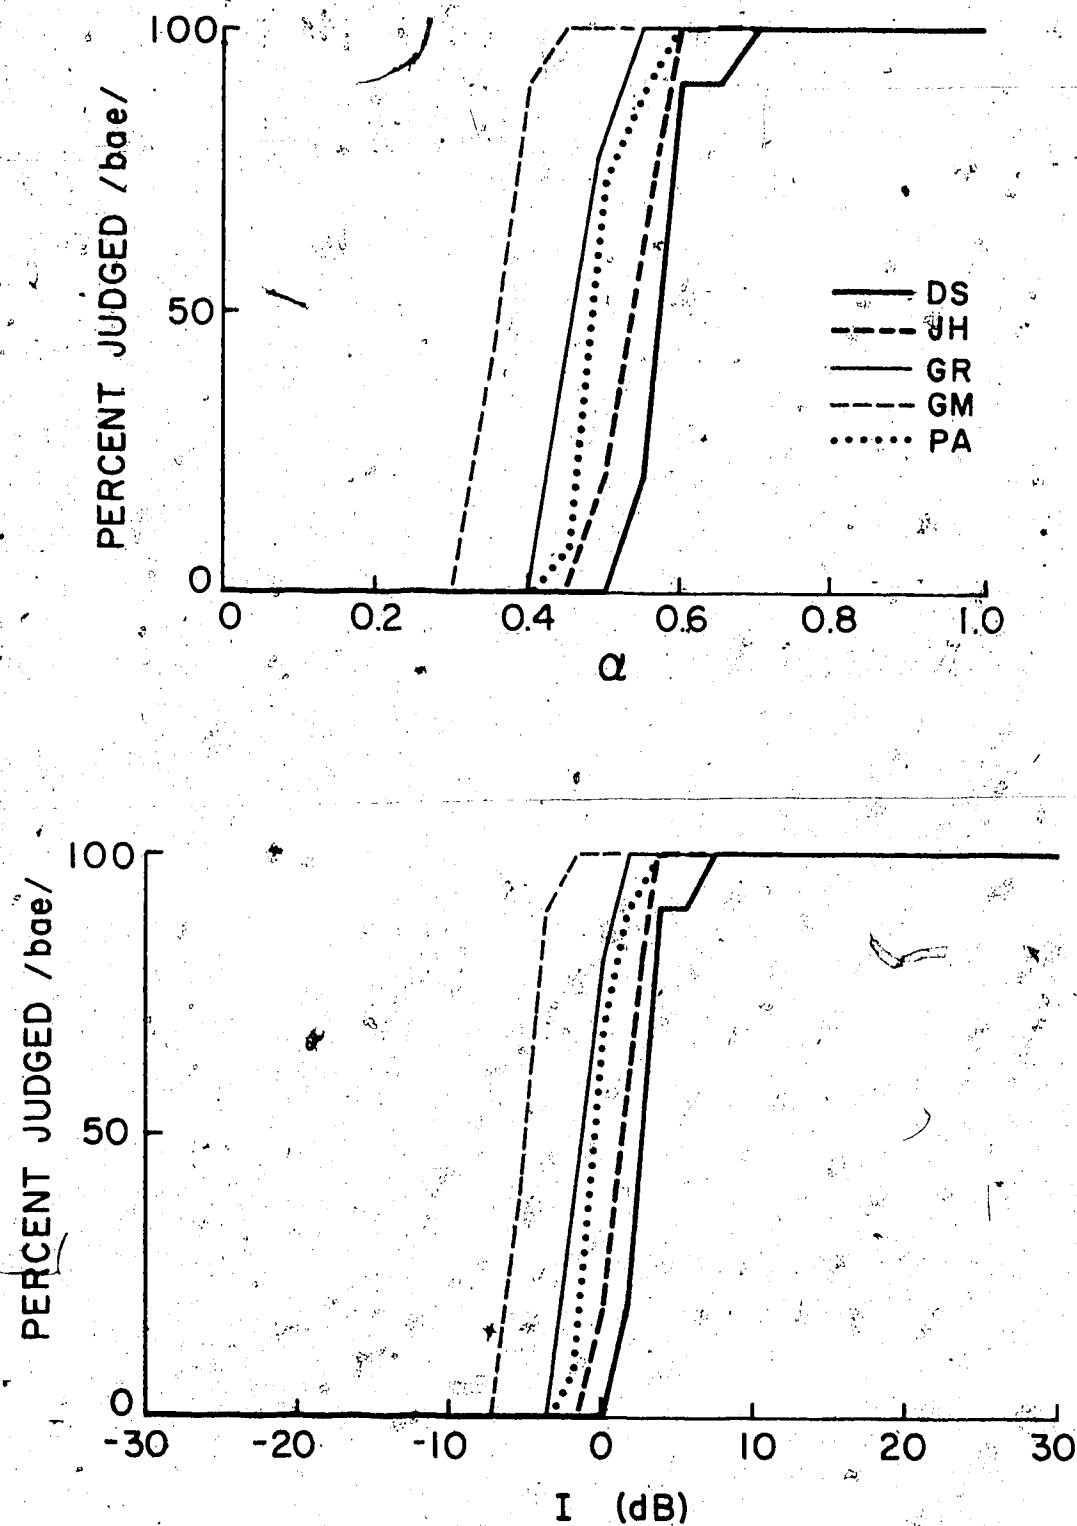 100
50
0
PERCENT JUDGED /bae/
0 0.2 0.4 0.6 0.8 1.0
α
DS
JH
GR
GM
PA
100
50
0
PERCENT JUDGED /bae/
-30 -20 -10 0 10 20 30
I (dB)